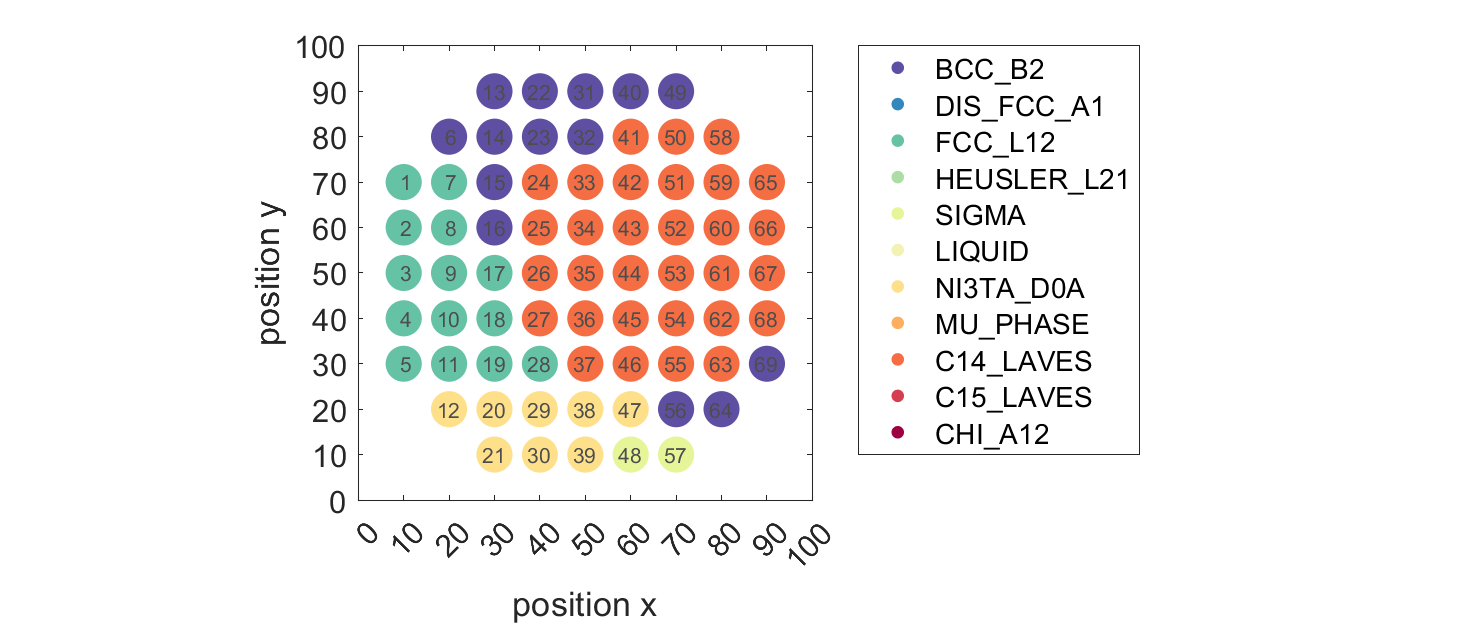 100
90 13 22 31 40 49
80 6 14 23 32 41 50 58
70 1 7 15 24 33 42 51 59 65
60 2 8 16 25 34 43 52 60 66
50 3 9 17 26 35 44 53 61 67
40 4 10 18 27 36 45 54 62 68
30 5 11 19 28 37 46 55 63 69
20 12 20 29 38 47 56 64
10 21 30 39 48 57
0
0 10 20 30 40 50 60 70 80 90 100
position x
position y
BCC_B2
DIS_FCC_A1
FCC_L12
HEUSLER_L21
SIGMA
LIQUID
NI3TA_D0A
MU_PHASE
C14_LAVES
C15_LAVES
CHI_A12